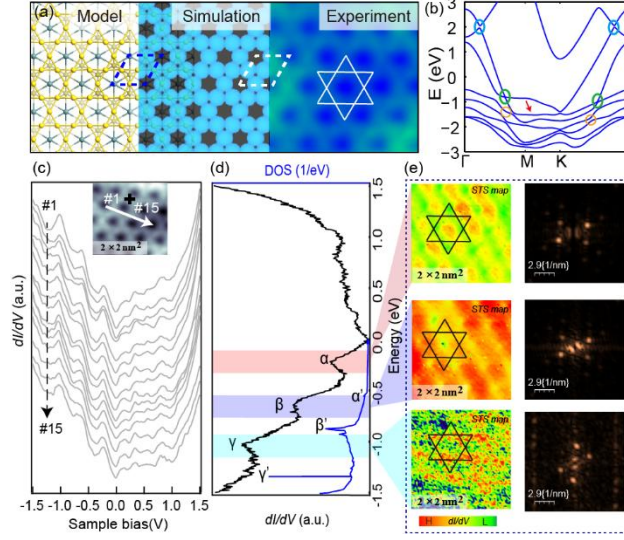 (a) Model Simulation Experiment
(b)
E (eV)
3
2
1
0
-1
-2
-3
Γ M K Γ
(c)
#1
#15
#1
#15
2 × 2 nm²
dI/dV (a.u.)
-1.5 -1.0 -0.5 0.0 0.5 1.0 1.5
Sample bias(V)
(d)
DOS (1/eV)
α
β
γ
α'
β'
γ'
1.5
1.0
0.5
0.0
-0.5
-1.0
-1.5
Energy (eV)
dI/dV (a.u.)
(e)
STS map
2 × 2 nm²
2.9{1/nm}
STS map
2 × 2 nm²
2.9{1/nm}
STS map
2 × 2 nm²
2.9{1/nm}
H dI/dV L